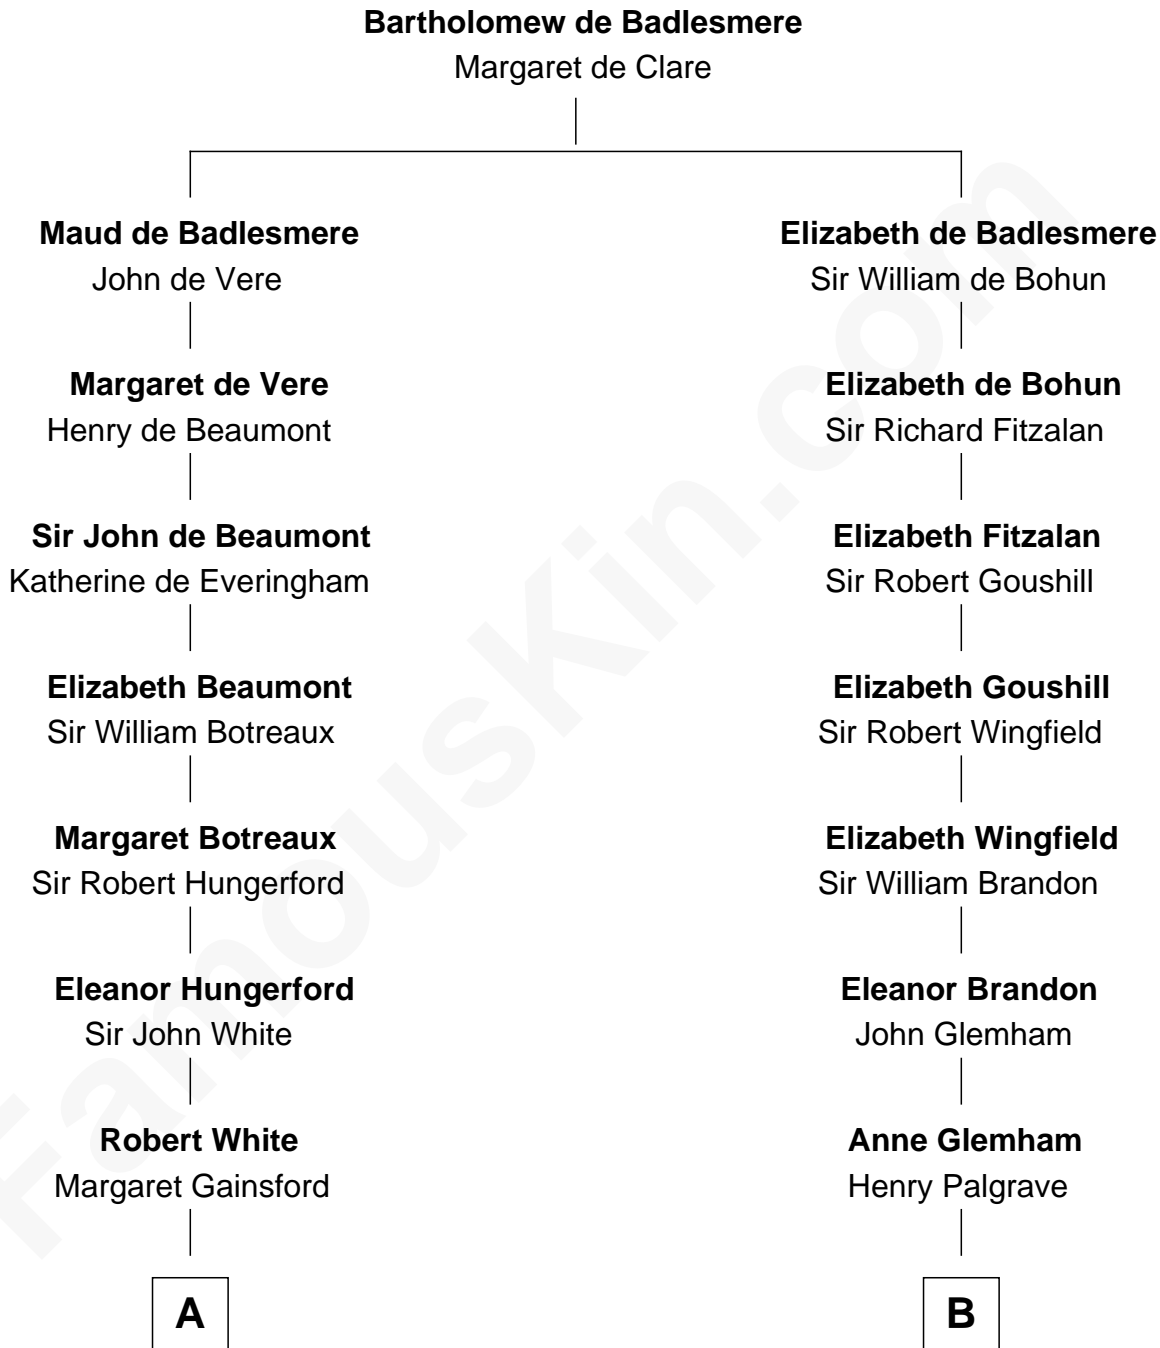 Bartholomew de Badlesmere
Margaret de Clare
Maud de Badlesmere
John de Vere
Elizabeth de Badlesmere
Sir William de Bohun
Margaret de Vere
Henry de Beaumont
Elizabeth de Bohun
Sir Richard Fitzalan
Sir John de Beaumont
Katherine de Everingham
Elizabeth Fitzalan
Sir Robert Goushill
Elizabeth Beaumont
Sir William Botreaux
Elizabeth Goushill
Sir Robert Wingfield
Margaret Botreaux
Sir Robert Hungerford
Elizabeth Wingfield
Sir William Brandon
Eleanor Hungerford
Sir John White
Eleanor Brandon
John Glemham
Robert White
Margaret Gainsford
Anne Glemham
Henry Palgrave
A
B
FamousKin.com